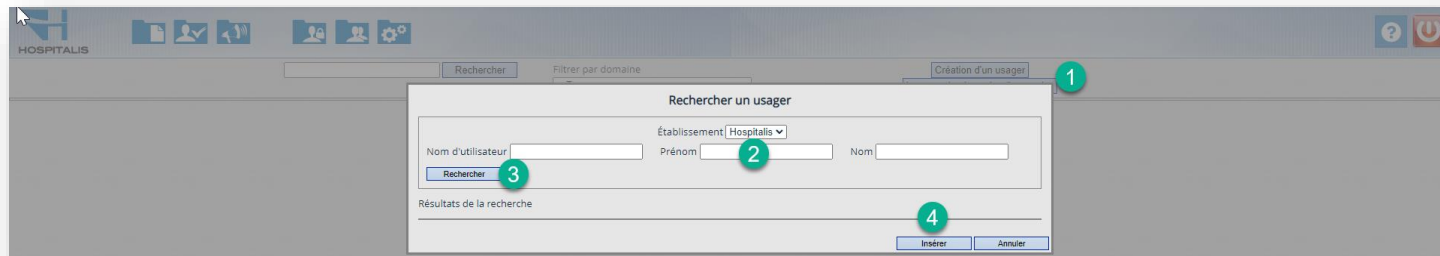 HOSPITALIS
Rechercher
Filtrer par domaine
Création d'un usager
1
Rechercher un usager
Établissement Hospitalis
Nom d'utilisateur Prénom 2 Nom
Rechercher 3
Résultats de la recherche
4
Insérer Annuler